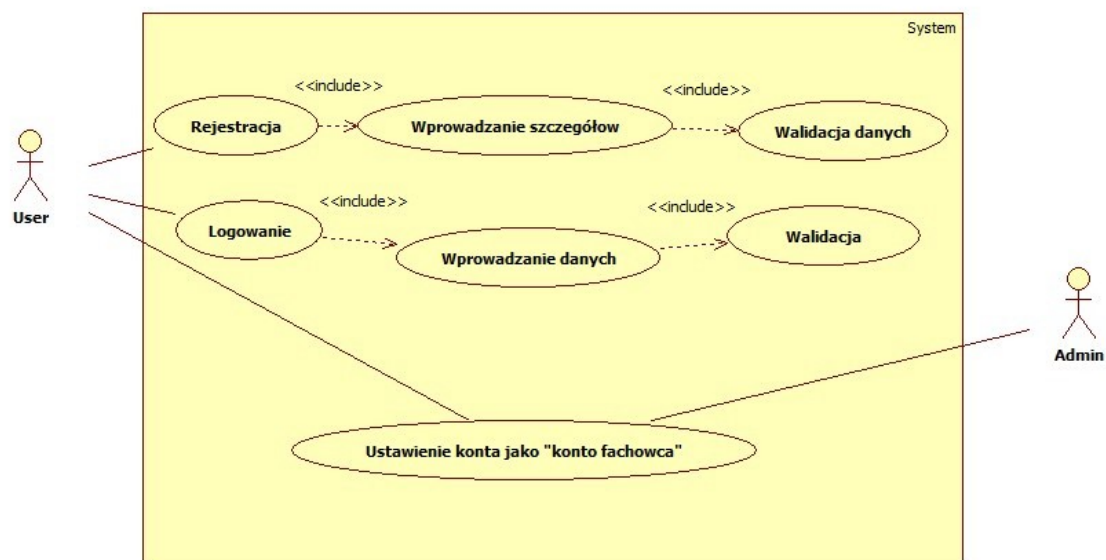 System
<<include>>
<<include>>
Rejestracja
Wprowadzanie szczegółow
Walidacja danych
User
<<include>>
<<include>>
Logowanie
Wprowadzanie danych
Walidacja
Admin
Ustawienie konta jako "konto fachowca"